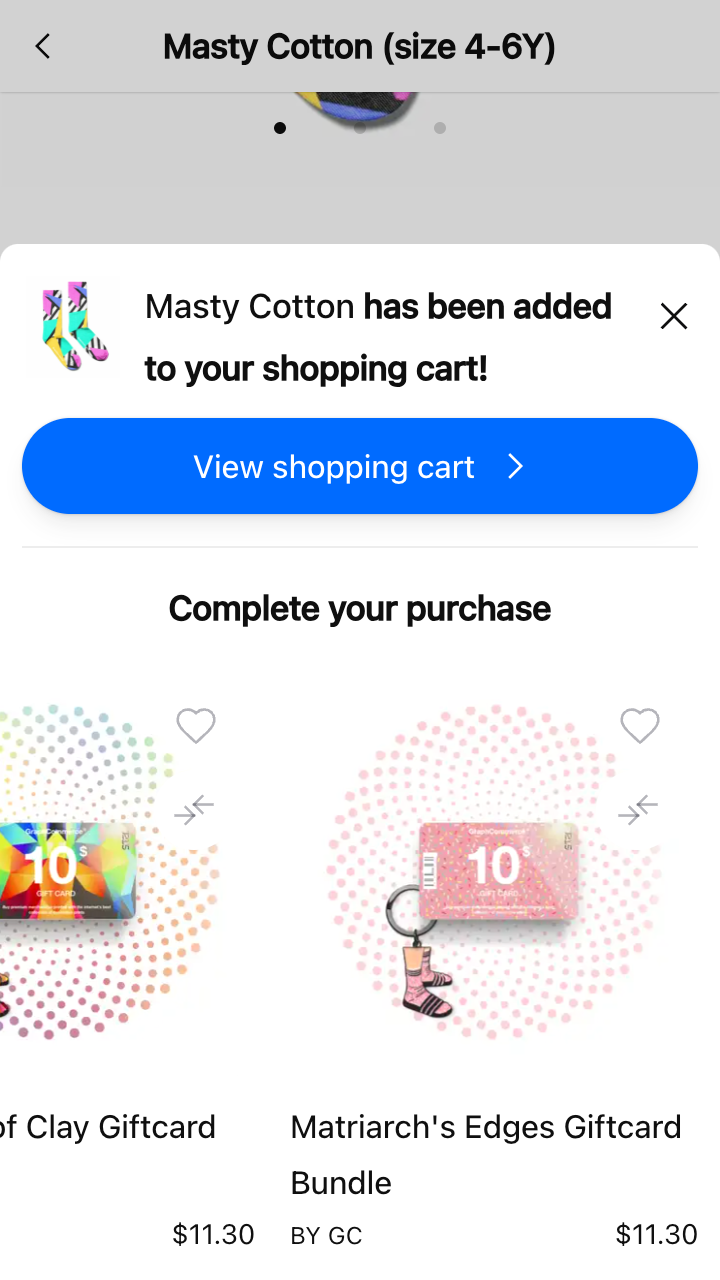 Masty Cotton (size 4-6Y)
Masty Cotton has been added
to your shopping cart!
View shopping cart
Complete your purchase
10$
GIFT CARD
10$
GIFT CARD
of Clay Giftcard
Matriarch's Edges Giftcard
Bundle
$11.30
BY GC
$11.30